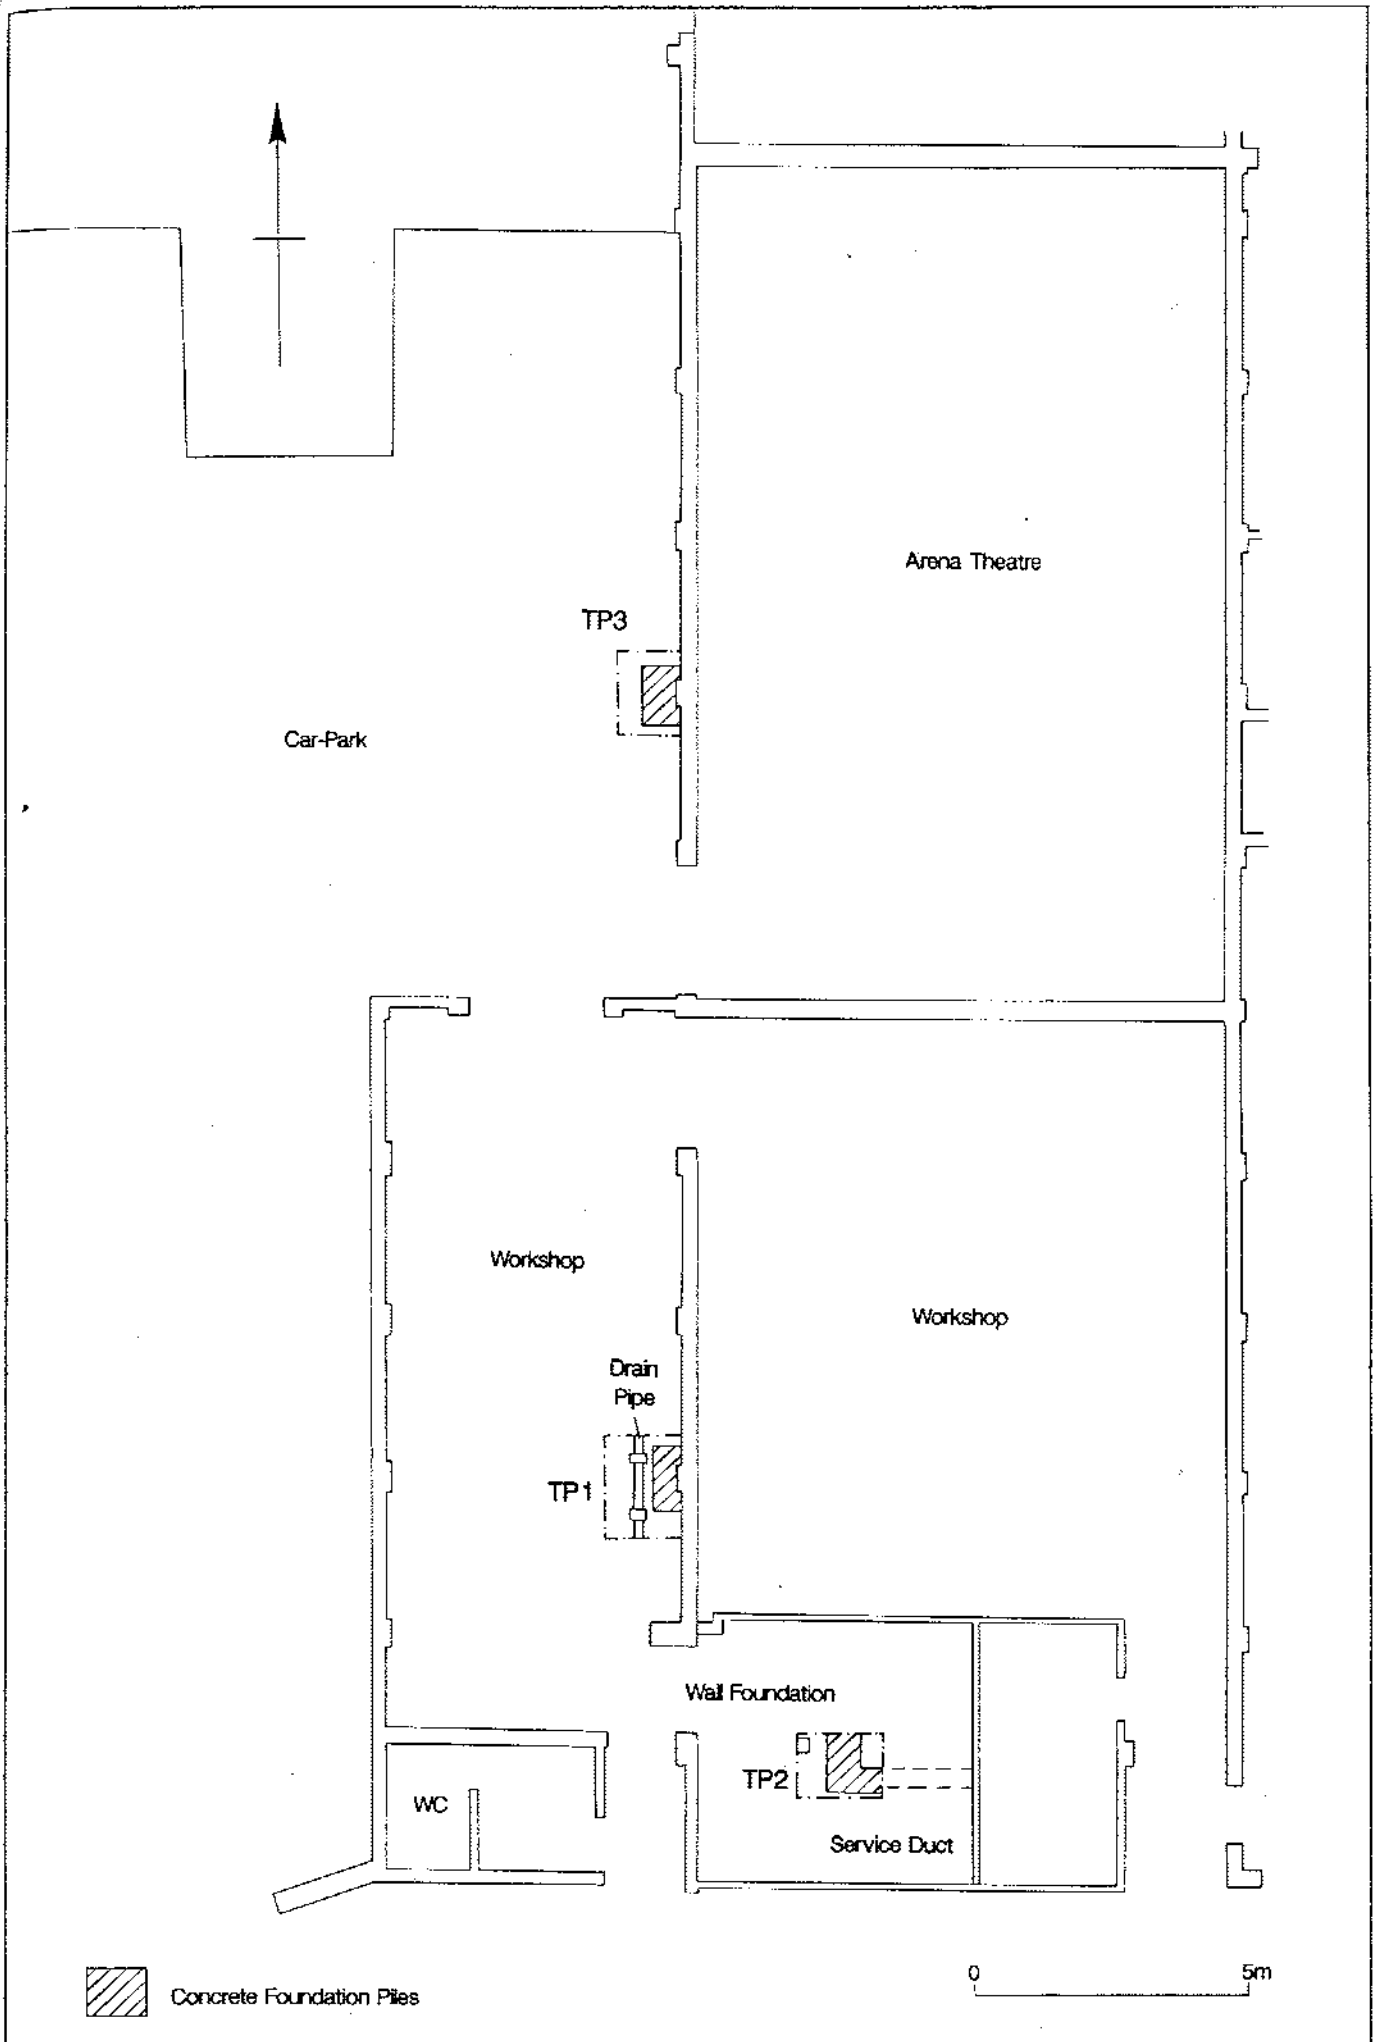 Arena Theatre
TP3
Car-Park
Workshop
Workshop
Drain
Pipe
TP1
Wall Foundation
TP2
WC
Service Duct
0 5m
Concrete Foundation Piles